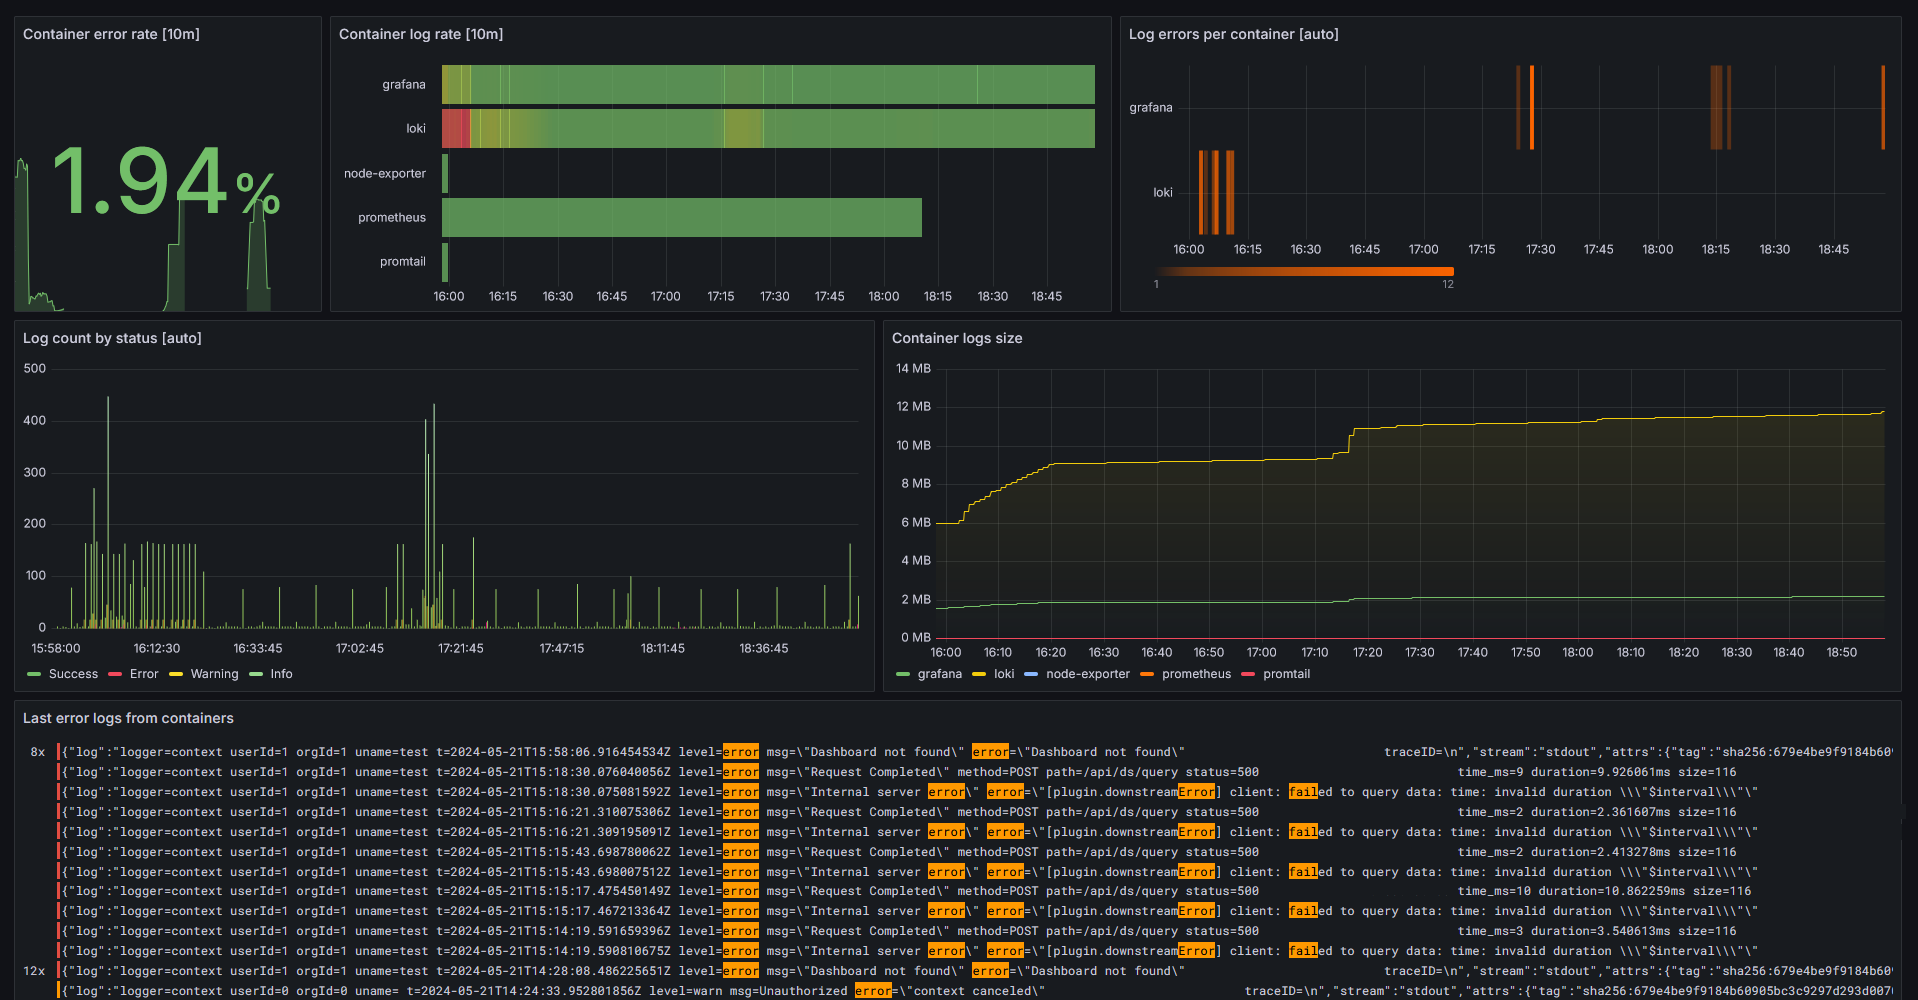 Container error rate [10m]
1.94%
Container log rate [10m]
grafana
loki
node-exporter
prometheus
promtail
16:00 16:15 16:30 16:45 17:00 17:15 17:30 17:45 18:00 18:15 18:30 18:45
Log errors per container [auto]
grafana
loki
16:00 16:15 16:30 16:45 17:00 17:15 17:30 17:45 18:00 18:15 18:30 18:45
1 12
Log count by status [auto]
500
400
300
200
100
0
15:58:00 16:12:30 16:33:45 17:02:45 17:21:45 17:47:15 18:11:45 18:36:45
Success Error Warning Info
Container logs size
14 MB
12 MB
10 MB
8 MB
6 MB
4 MB
2 MB
0 MB
16:00 16:10 16:20 16:30 16:40 16:50 17:00 17:10 17:20 17:30 17:40 17:50 18:00 18:10 18:20 18:30 18:40 18:50
grafana loki node-exporter prometheus promtail
Last error logs from containers
8x {"log":"logger=context userId=1 orgId=1 uname=test t=2024-05-21T15:58:06.916454534Z level=error msg=\"Dashboard not found\" error=\"Dashboard not found\" traceID=\n","stream":"stdout","attrs":{"tag":"sha256:679e4be9f9184b60
{"log":"logger=context userId=1 orgId=1 uname=test t=2024-05-21T15:18:30.076040056Z level=error msg=\"Request Completed\" method=POST path=/api/ds/query status=500 time_ms=9 duration=9.926061ms size=116
{"log":"logger=context userId=1 orgId=1 uname=test t=2024-05-21T15:18:30.075081592Z level=error msg=\"Internal server error\" error=\"[plugin.downstreamError] client: failed to query data: time: invalid duration \\\"$interval\\\"\"
{"log":"logger=context userId=1 orgId=1 uname=test t=2024-05-21T15:16:21.310075306Z level=error msg=\"Request Completed\" method=POST path=/api/ds/query status=500 time_ms=2 duration=2.361607ms size=116
{"log":"logger=context userId=1 orgId=1 uname=test t=2024-05-21T15:16:21.309195091Z level=error msg=\"Internal server error\" error=\"[plugin.downstreamError] client: failed to query data: time: invalid duration \\\"$interval\\\"\"
{"log":"logger=context userId=1 orgId=1 uname=test t=2024-05-21T15:15:43.698780062Z level=error msg=\"Request Completed\" method=POST path=/api/ds/query status=500 time_ms=2 duration=2.413278ms size=116
{"log":"logger=context userId=1 orgId=1 uname=test t=2024-05-21T15:15:43.698007512Z level=error msg=\"Internal server error\" error=\"[plugin.downstreamError] client: failed to query data: time: invalid duration \\\"$interval\\\"\"
{"log":"logger=context userId=1 orgId=1 uname=test t=2024-05-21T15:15:17.475450149Z level=error msg=\"Request Completed\" method=POST path=/api/ds/query status=500 time_ms=10 duration=10.862259ms size=116
{"log":"logger=context userId=1 orgId=1 uname=test t=2024-05-21T15:15:17.467213364Z level=error msg=\"Internal server error\" error=\"[plugin.downstreamError] client: failed to query data: time: invalid duration \\\"$interval\\\"\"
{"log":"logger=context userId=1 orgId=1 uname=test t=2024-05-21T15:14:19.591659396Z level=error msg=\"Request Completed\" method=POST path=/api/ds/query status=500 time_ms=3 duration=3.540613ms size=116
{"log":"logger=context userId=1 orgId=1 uname=test t=2024-05-21T15:14:19.590810675Z level=error msg=\"Internal server error\" error=\"[plugin.downstreamError] client: failed to query data: time: invalid duration \\\"$interval\\\"\"
12x {"log":"logger=context userId=1 orgId=1 uname=test t=2024-05-21T14:28:08.486225651Z level=error msg=\"Dashboard not found\" error=\"Dashboard not found\" traceID=\n","stream":"stdout","attrs":{"tag":"sha256:679e4be9f9184b60
{"log":"logger=context userId=0 orgId=0 uname= t=2024-05-21T14:24:33.952801856Z level=warn msg=Unauthorized error=\"context canceled\" traceID=\n","stream":"stdout","attrs":{"tag":"sha256:679e4be9f9184b60905bc3c9297d293d007